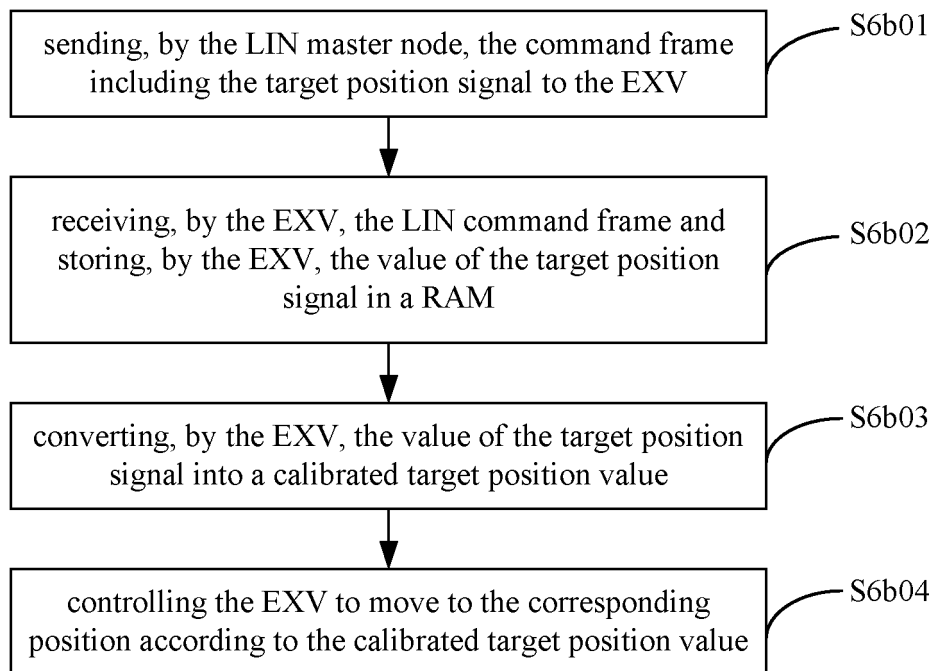 sending, by the LIN master node, the command frame
including the target position signal to the EXV
S6b01
receiving, by the EXV, the LIN command frame and
storing, by the EXV, the value of the target position
signal in a RAM
S6b02
converting, by the EXV, the value of the target position
signal into a calibrated target position value
S6b03
controlling the EXV to move to the corresponding
position according to the calibrated target position value
S6b04